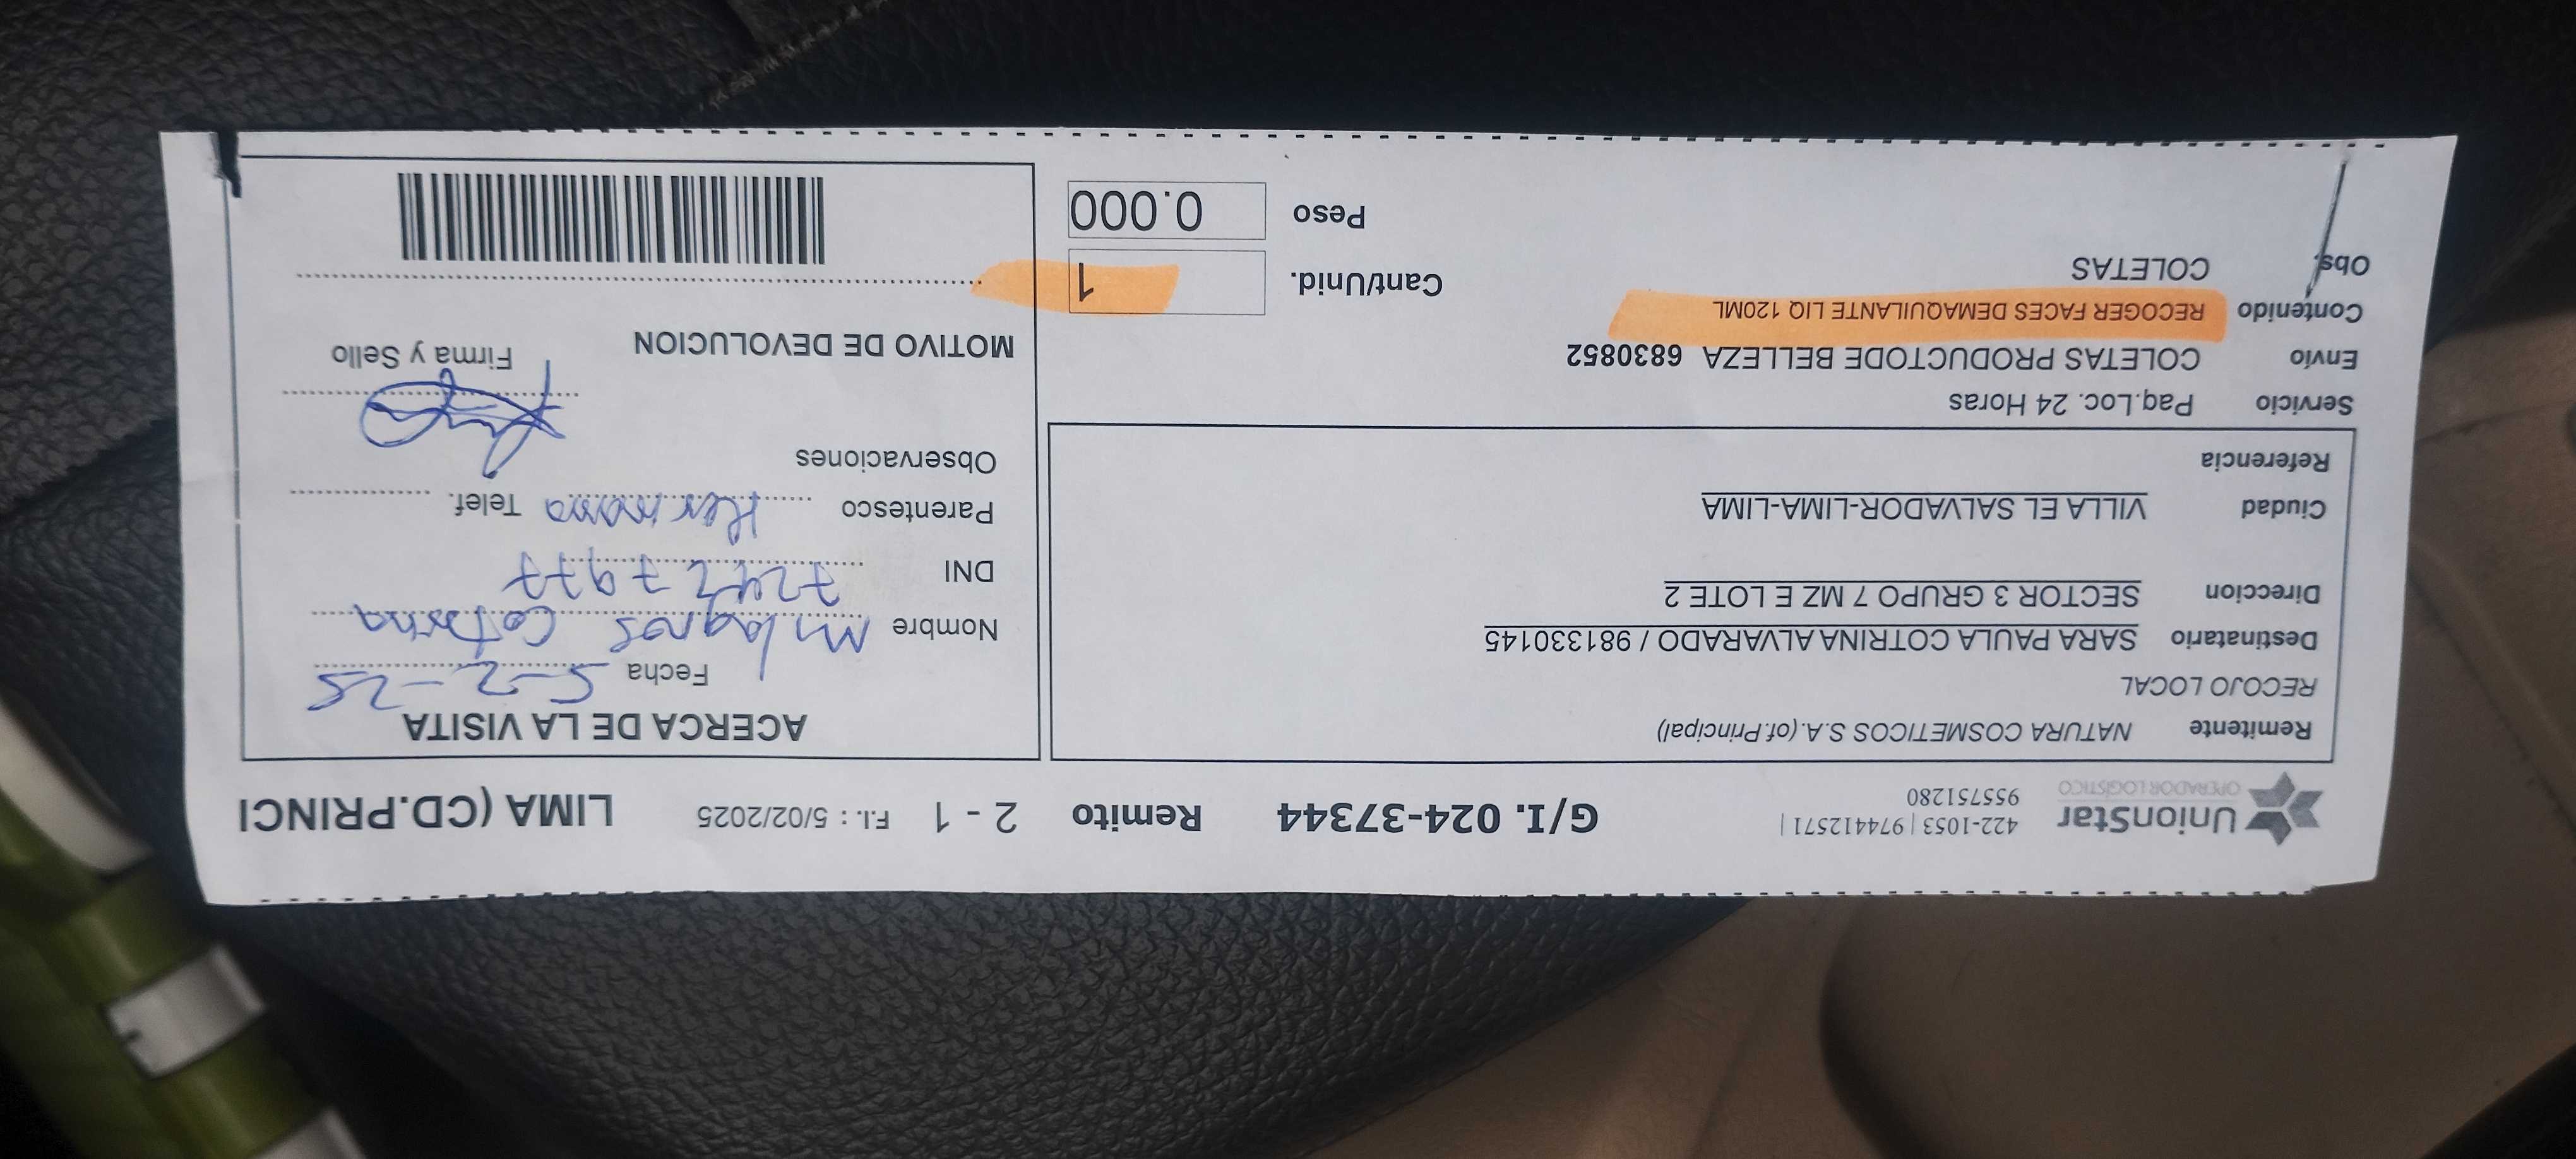 UnionStar
OPERADOR LOGÍSTICO
422-1053 | 974412571 |
955751280
G/I. 024-37344 Remito 2 - 1 F.I. : 5/02/2025 LIMA (CD.PRINCI
Remitente NATURA COSMETICOS S.A.(of.Principal)
RECOJO LOCAL
Destinatario SARA PAULA COTRINA ALVARADO / 981330145
Direccion SECTOR 3 GRUPO 7 MZ E LOTE 2
Ciudad VILLA EL SALVADOR-LIMA-LIMA
Referencia
Servicio Paq.Loc. 24 Horas
Envío COLETAS PRODUCTODE BELLEZA 6830852
Contenido RECOGER FACES DEMAQUILANTE LIQ 120ML
Obs. COLETAS
Cant/Unid. 1
Peso 0.000
ACERCA DE LA VISITA
Fecha 5-2-25
Nombre Milagros Cotrina
DNI 72427977
Parentesco Hermana Telef.
Observaciones
Firma y Sello
MOTIVO DE DEVOLUCION